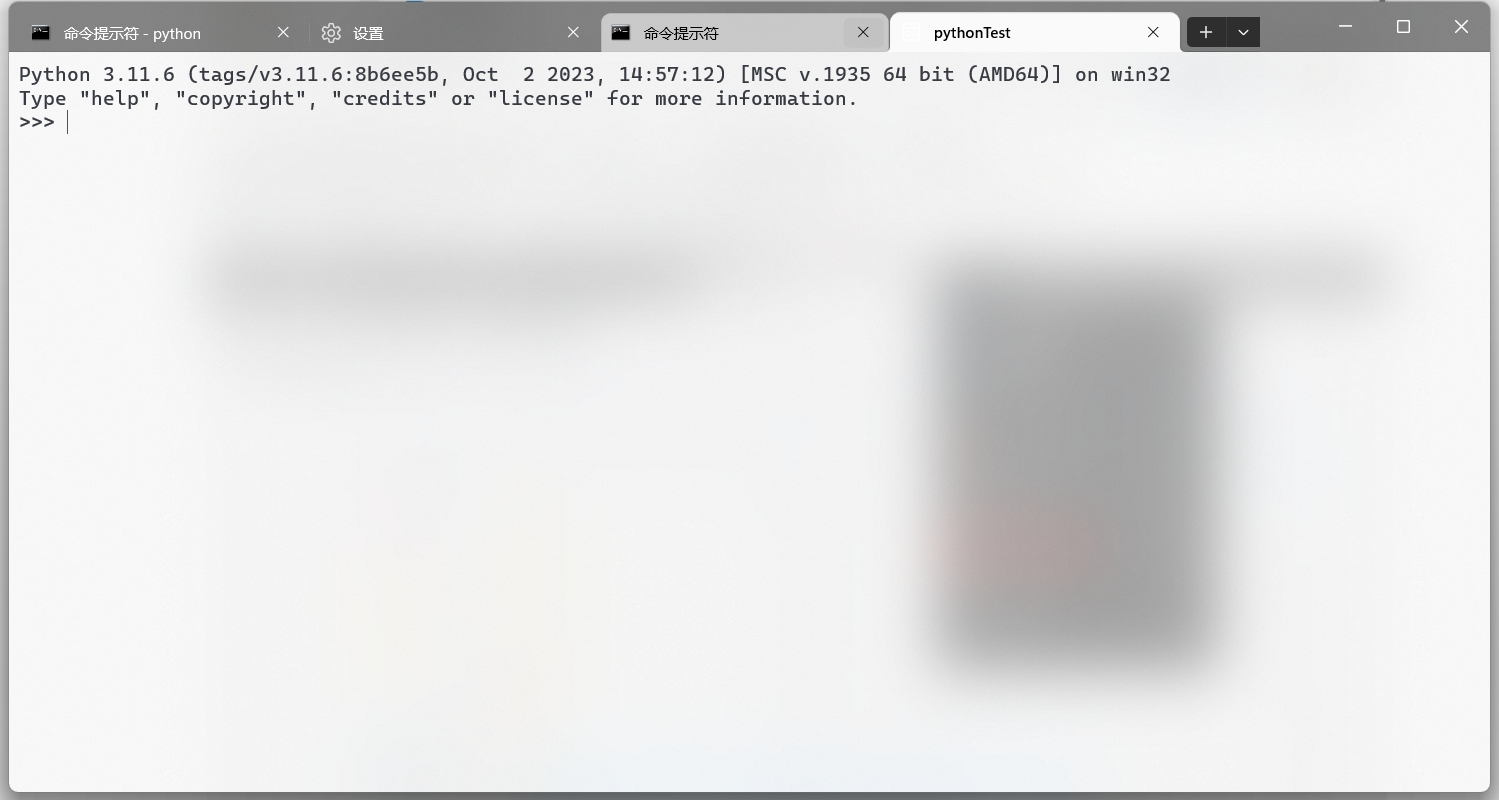 命令提示符 - python
设置
命令提示符
pythonTest
Python 3.11.6 (tags/v3.11.6:8b6ee5b, Oct  2 2023, 14:57:12) [MSC v.1935 64 bit (AMD64)] on win32
Type "help", "copyright", "credits" or "license" for more information.
>>>